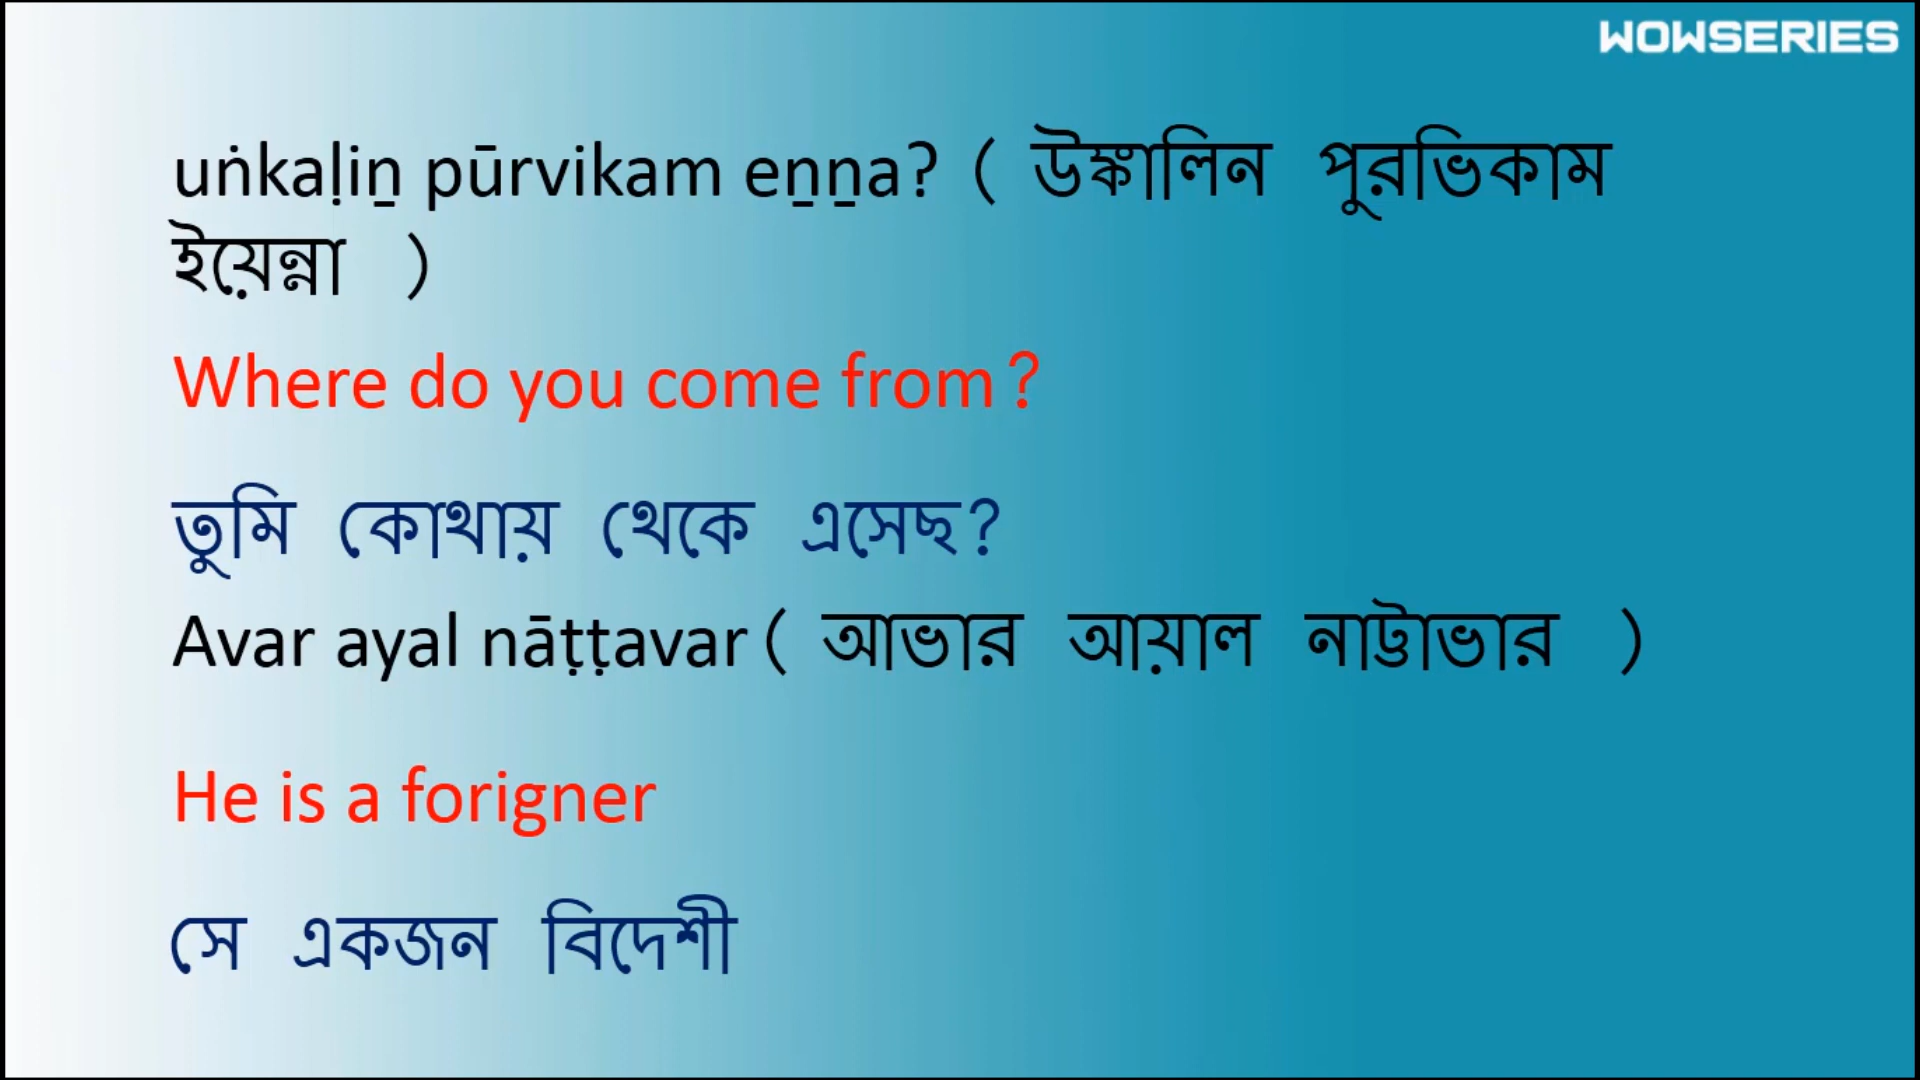 WOWSERIES
uṅkaḷiṉ pūrvikam eṉṉa? ( উঙ্কালিন পুরভিকাম
ইয়েন্না )
Where do you come from?
তুমি কোথায় থেকে এসেছ?
Avar ayal nāṭṭavar ( আভার আয়াল নাট্টাভার )
He is a forigner
সে একজন বিদেশী